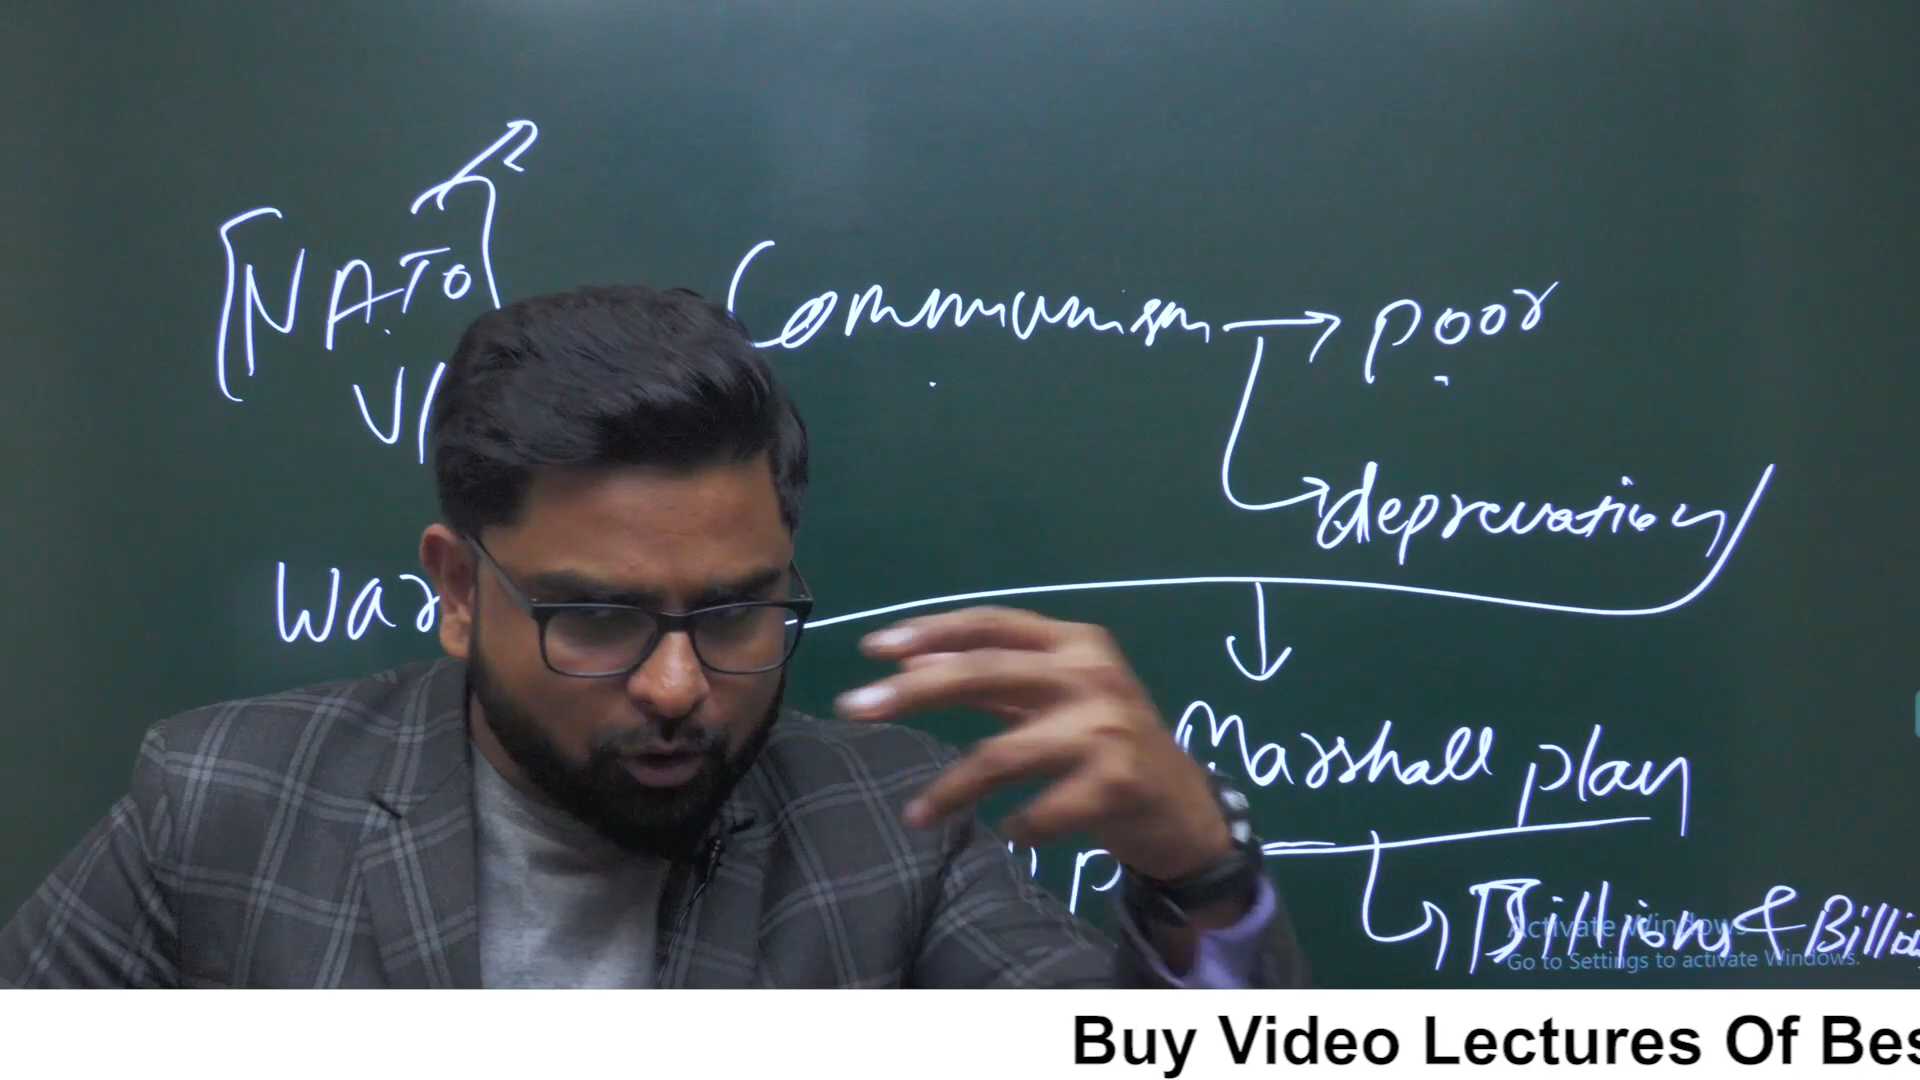 [NATO
Communism → poor
deprevation
War
Marshall plan
P
Billions & Billio
Activate Windows
Go to Settings to activate Windows.
Buy Video Lectures Of Bes